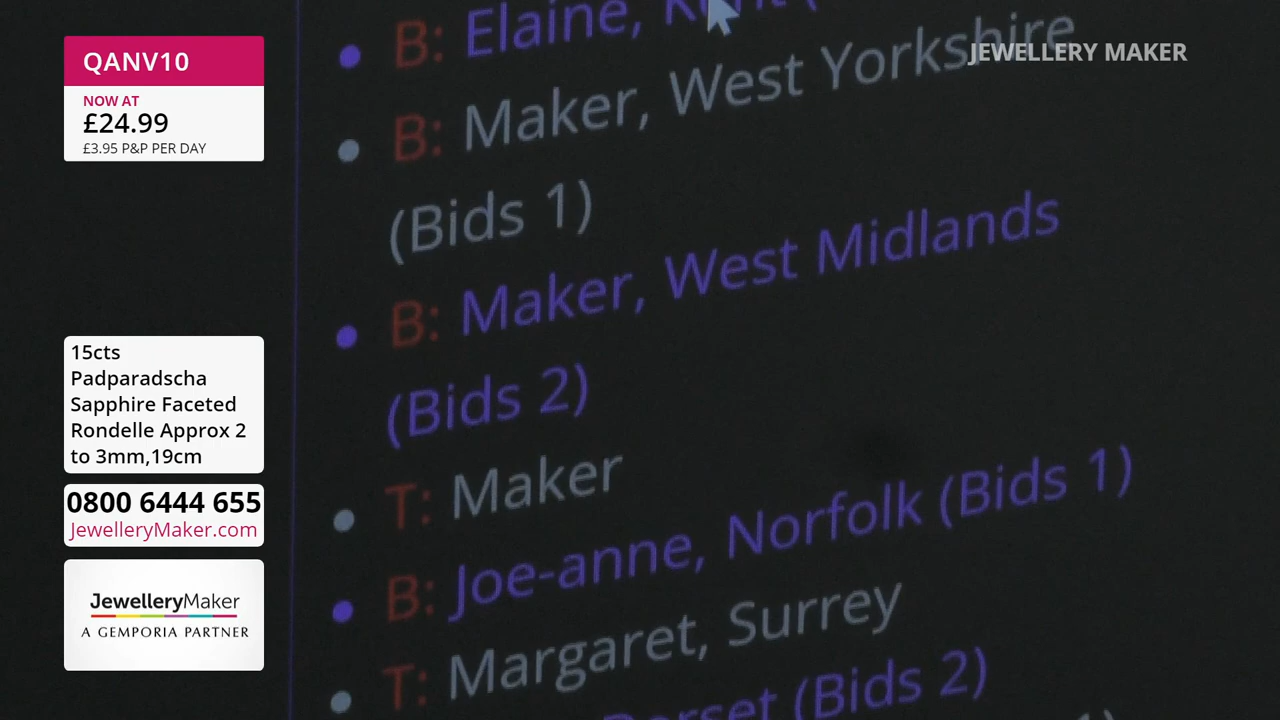 QANV10
NOW AT
£24.99
£3.95 P&P PER DAY
15cts
Padparadscha
Sapphire Faceted
Rondelle Approx 2
to 3mm,19cm
0800 6444 655
JewelleryMaker.com
JewelleryMaker
A GEMPORIA PARTNER
JEWELLERY MAKER
B: Elaine,
B: Maker, West Yorkshire
(Bids 1)
B: Maker, West Midlands
(Bids 2)
T: Maker
B: Joe-anne, Norfolk (Bids 1)
T: Margaret, Surrey
Dorset (Bids 2)